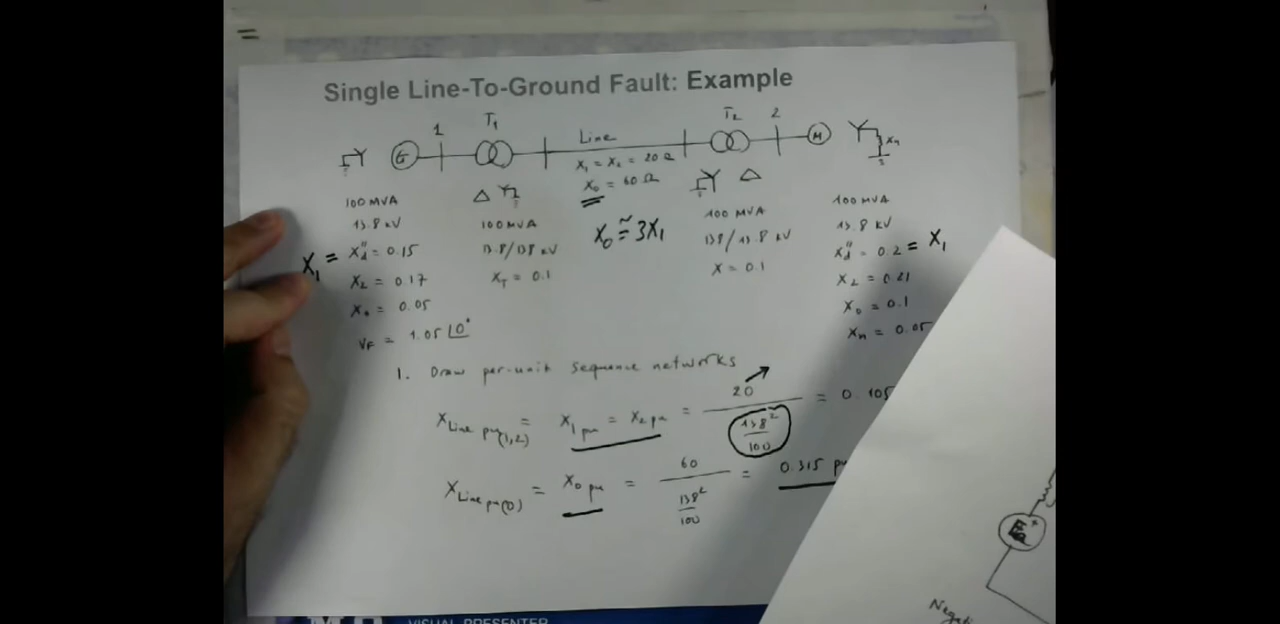 Single Line-To-Ground Fault: Example
T1
T2
1
2
Line
G
M
Xn
X1 = X2 = 20 Ω
X0 = 60 Ω
X0 ≅ 3X1
100 MVA
13.8 kV
X1 = Xd" = 0.15
X2 = 0.17
X0 = 0.05
VF = 1.05 ∠0°
Δ Y
100 MVA
13.8/138 kV
XT = 0.1
Y Δ
100 MVA
138/13.8 kV
X = 0.1
100 MVA
13.8 kV
Xd" = 0.2 = X1
X2 = 0.21
X0 = 0.1
Xn = 0.05
1. Draw per-unit sequence networks
XLine pu(1,2) = X1 pu = X2 pu = 20 / (138² / 100) = 0.105
XLine pu(0) = X0 pu = 60 / (138² / 100) = 0.315 pu
VISUAL PRESENTER